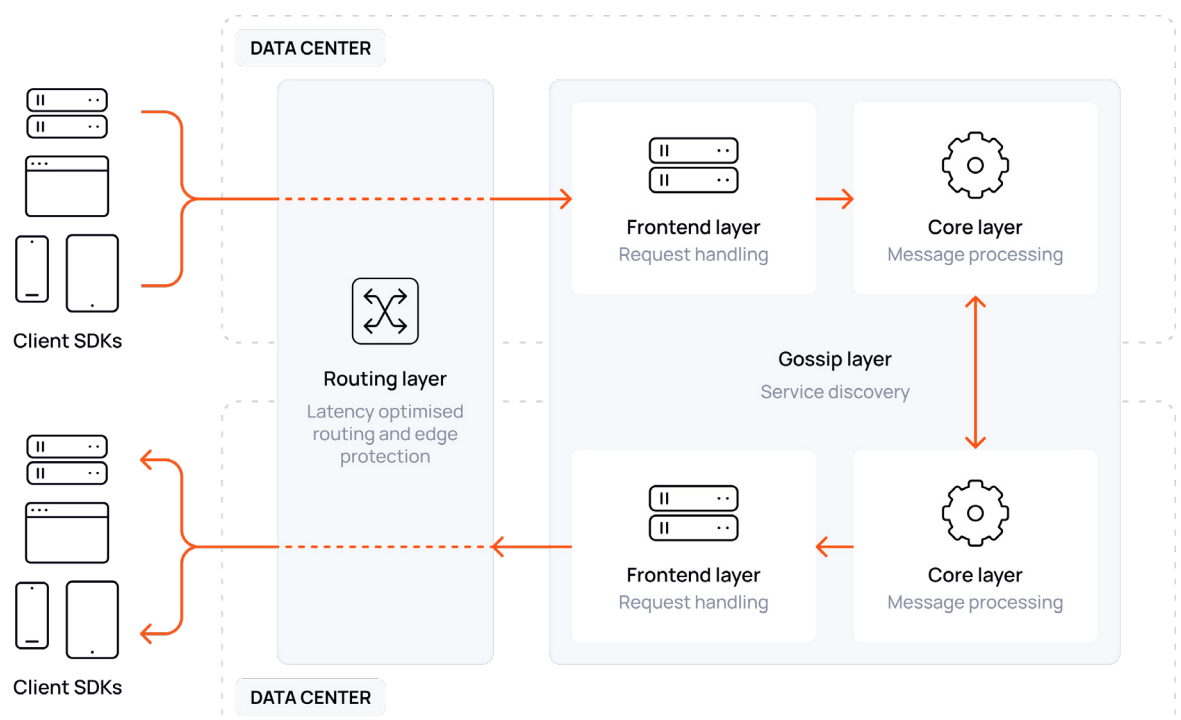 DATA CENTER
Frontend layer
Request handling
Core layer
Message processing
Client SDKs
Routing layer
Latency optimised
routing and edge
protection
Gossip layer
Service discovery
Frontend layer
Request handling
Core layer
Message processing
Client SDKs
DATA CENTER